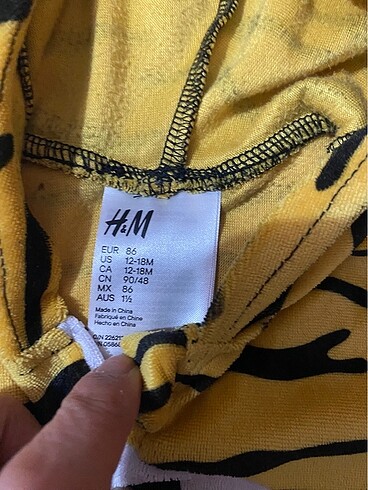 H&M
EUR 86
US 12-18M
CA 12-18M
CN 90/48
MX 86
AUS 1½
Made in China
Fabriqué en Chine
Hecho en China